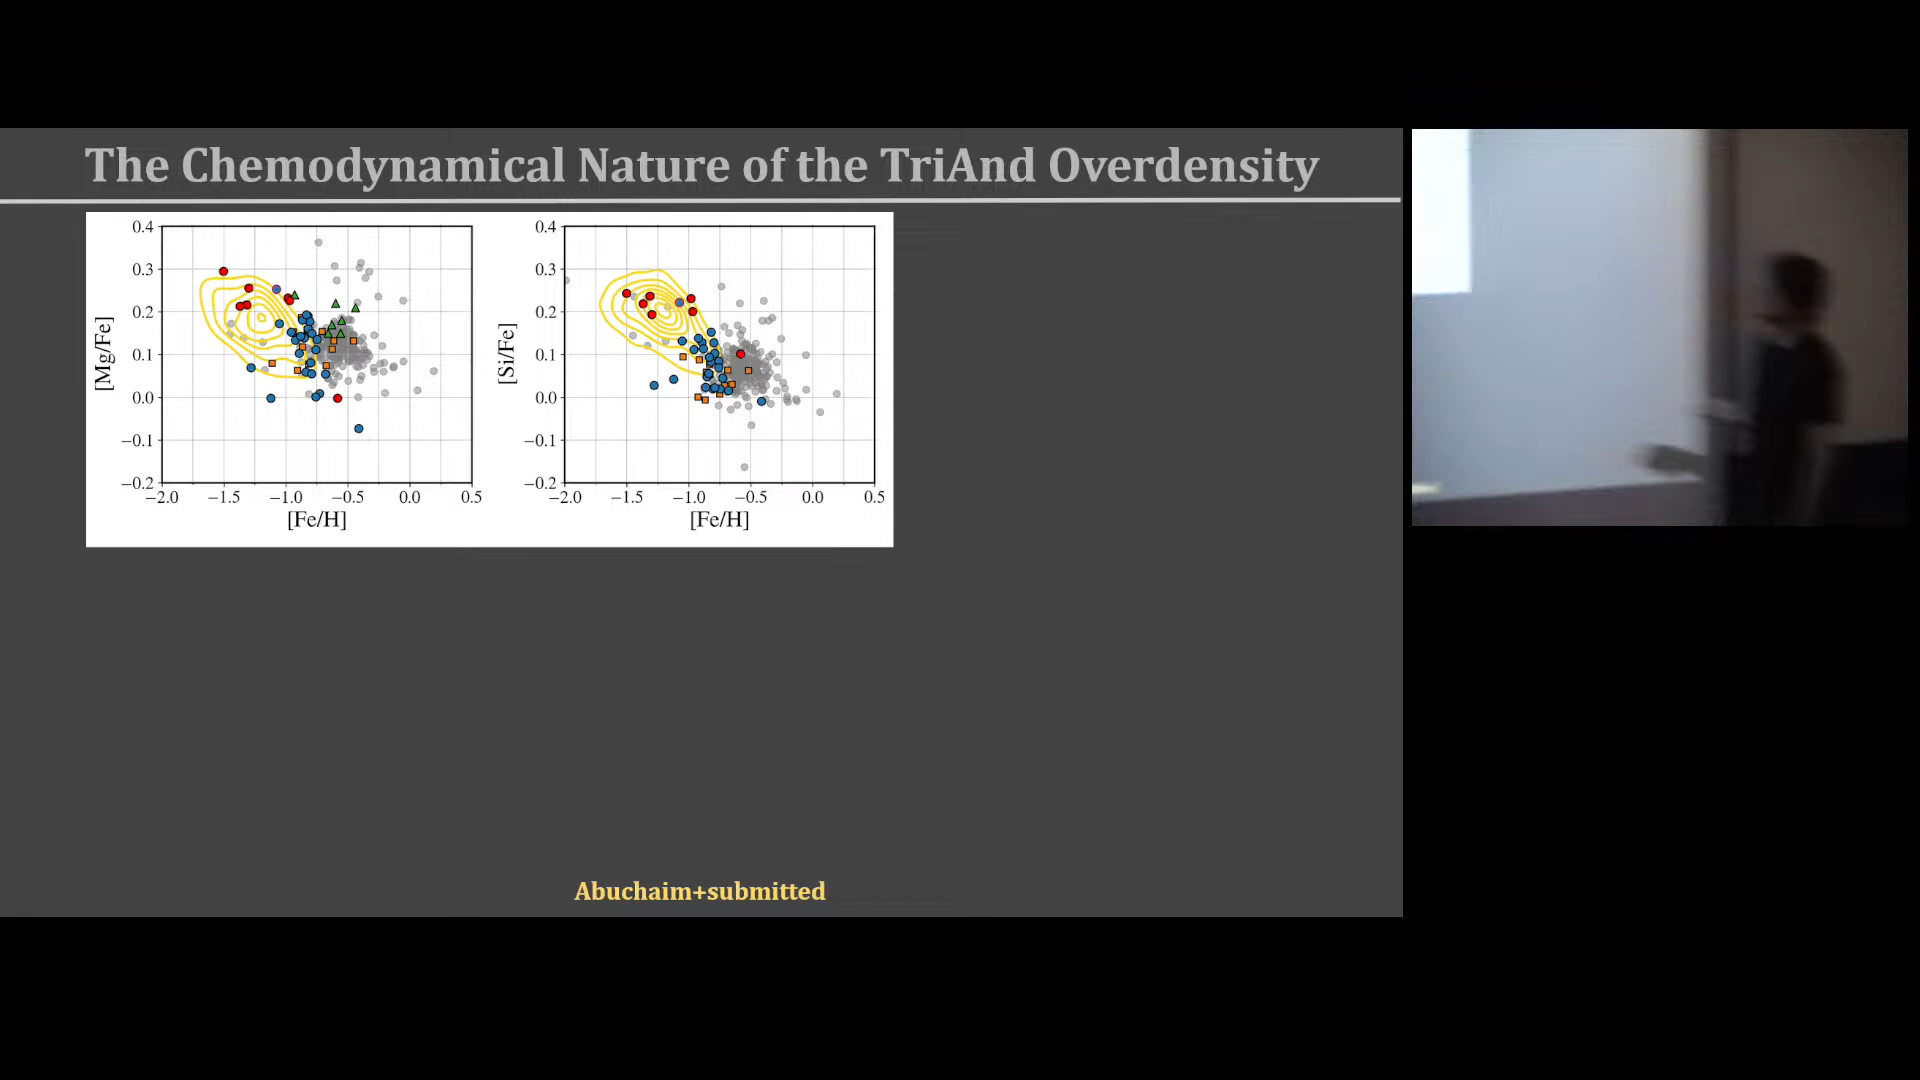 The Chemodynamical Nature of the TriAnd Overdensity
0.4
0.3
0.2
0.1
0.0
−0.1
−0.2
[Mg/Fe]
−2.0 −1.5 −1.0 −0.5 0.0 0.5
[Fe/H]
0.4
0.3
0.2
0.1
0.0
−0.1
−0.2
[Si/Fe]
−2.0 −1.5 −1.0 −0.5 0.0 0.5
[Fe/H]
Abuchaim+submitted